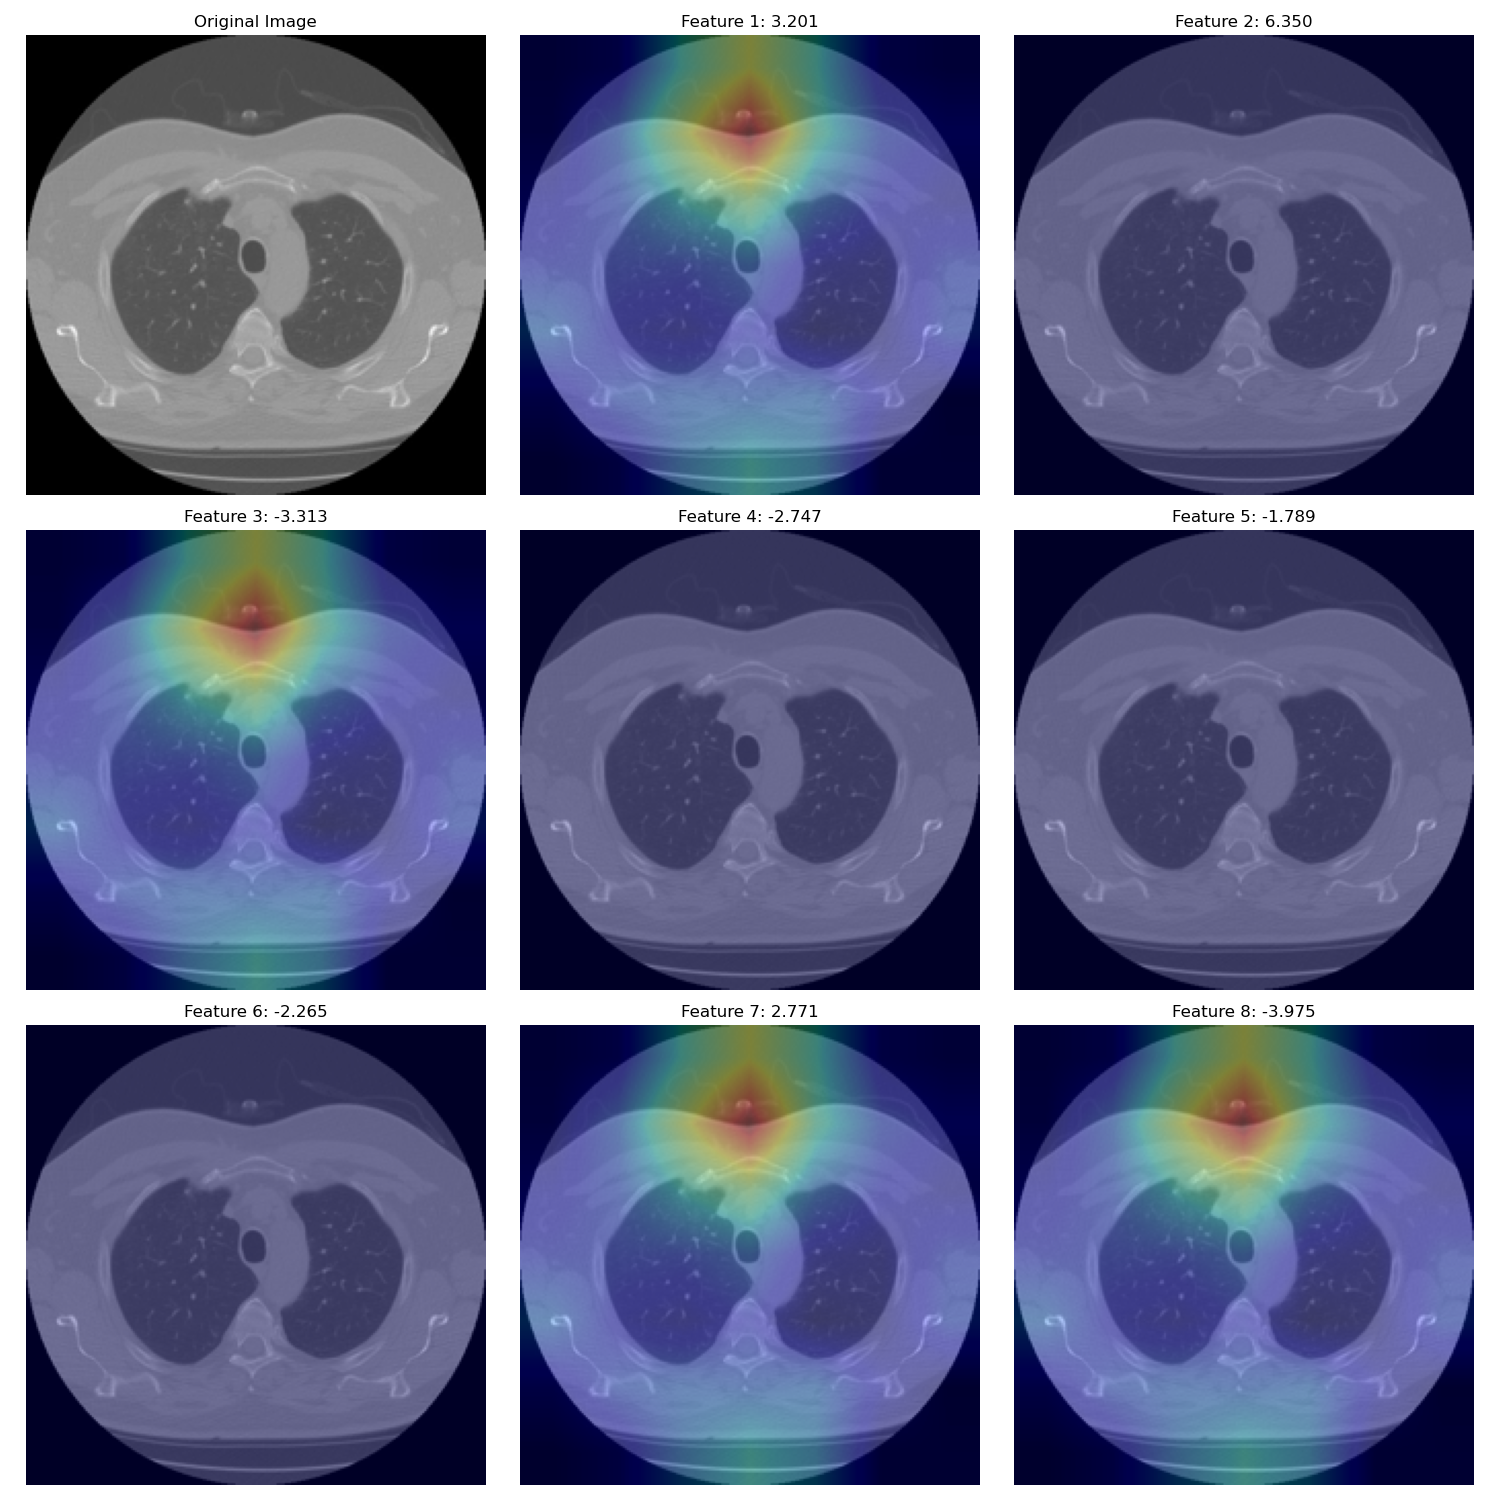 Original Image
Feature 1: 3.201
Feature 2: 6.350
Feature 3: -3.313
Feature 4: -2.747
Feature 5: -1.789
Feature 6: -2.265
Feature 7: 2.771
Feature 8: -3.975